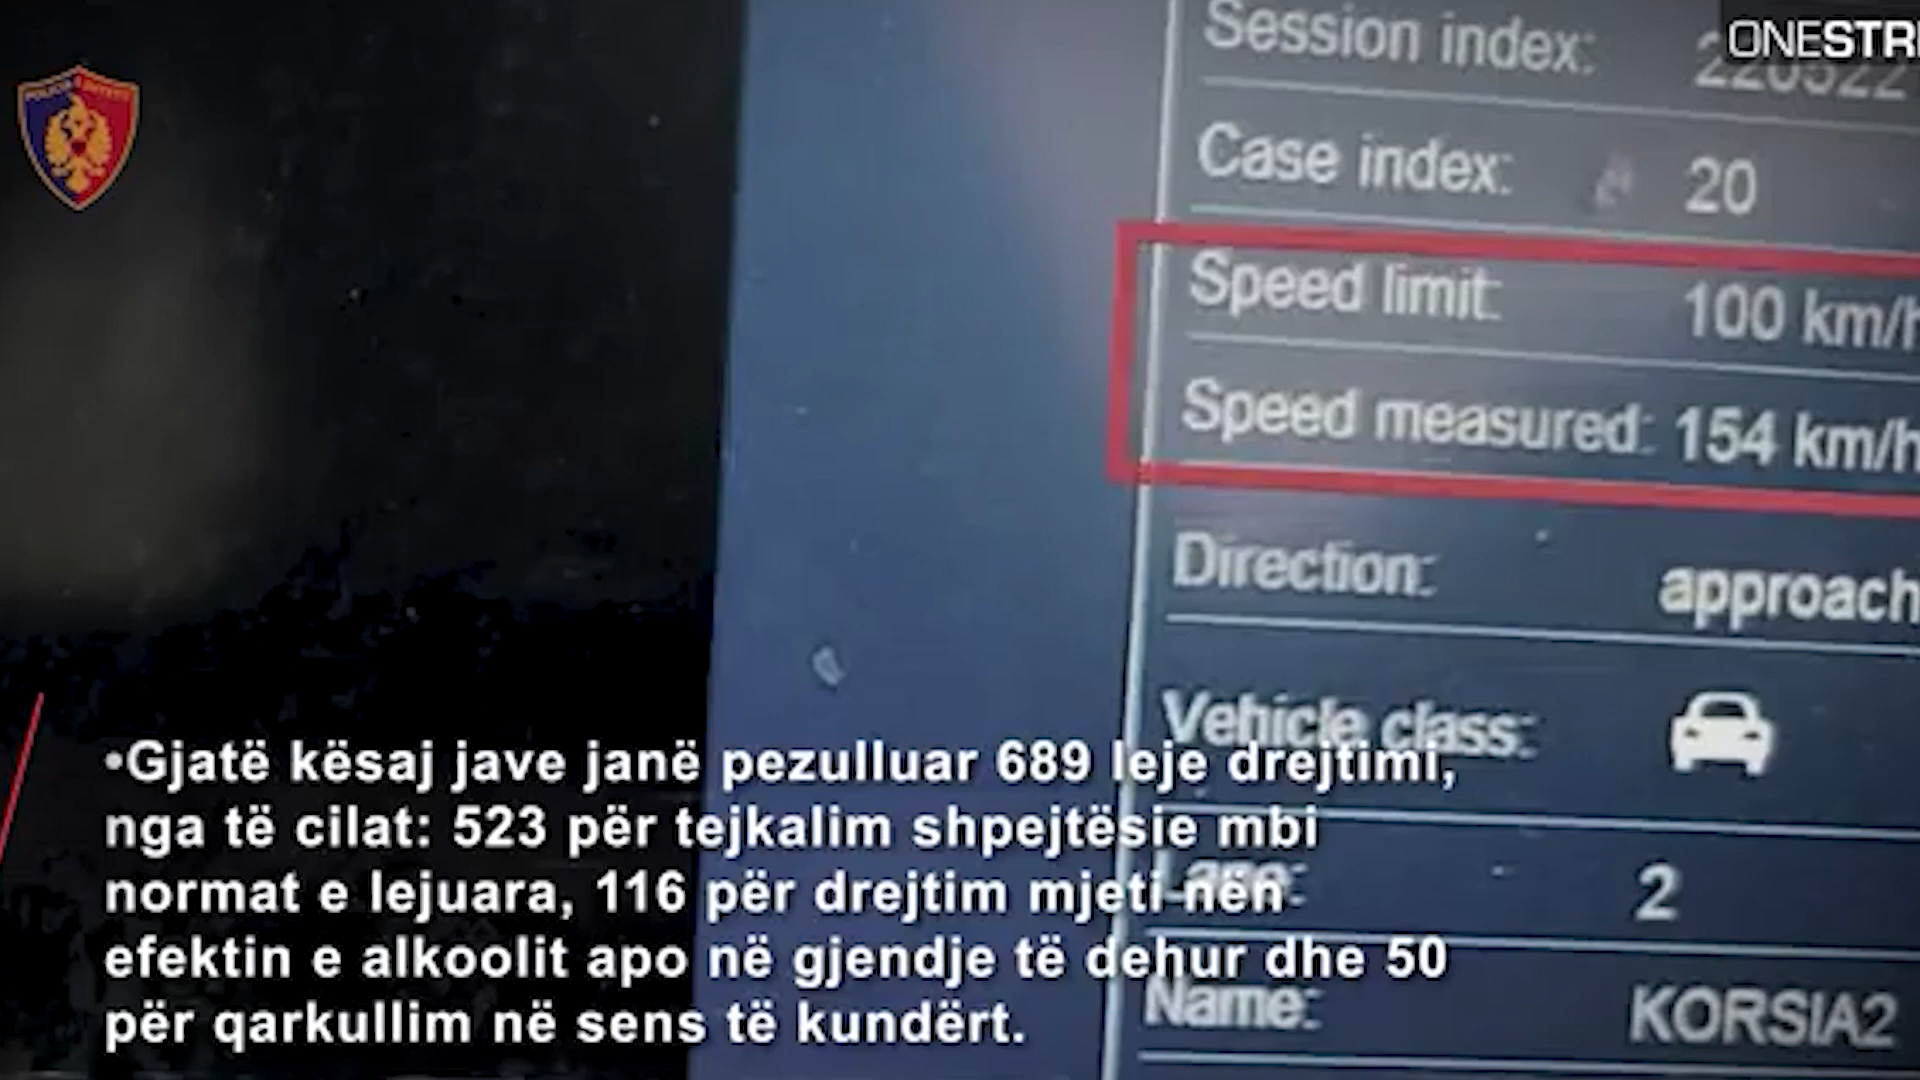 ONESTR
Session index:
Case index: 20
Speed limit: 100 km/h
Speed measured: 154 km/h
Direction: approach
Vehicle class:
2
Name: KORSIA2
•Gjatë kësaj jave janë pezulluar 689 leje drejtimi,
nga të cilat: 523 për tejkalim shpejtësie mbi
normat e lejuara, 116 për drejtim mjeti nën
efektin e alkoolit apo në gjendje të dehur dhe 50
për qarkullim në sens të kundërt.